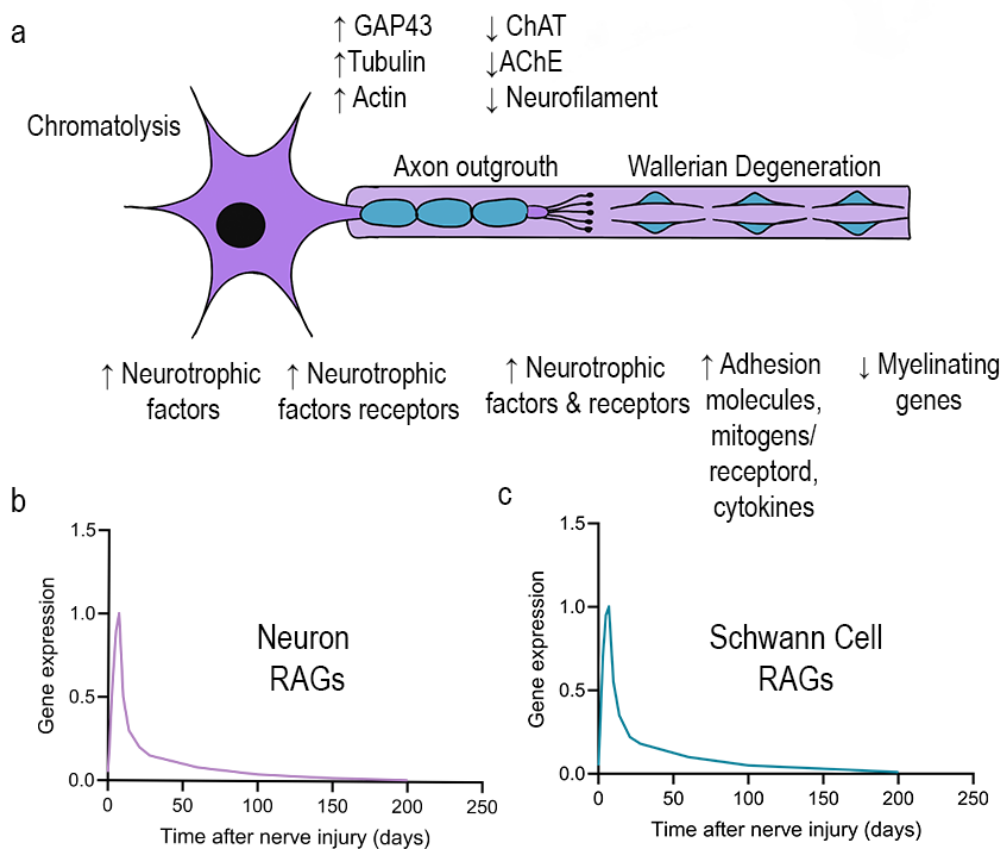 a
↑ GAP43
↑Tubulin
↑ Actin
↓ ChAT
↓AChE
↓ Neurofilament
Chromatolysis
Axon outgrouth
Wallerian Degeneration
↑ Neurotrophic
factors
↑ Neurotrophic
factors receptors
↑ Neurotrophic
factors & receptors
↑ Adhesion
molecules,
mitogens/
receptord,
cytokines
↓ Myelinating
genes
b
1.5
1.0
0.5
0.0
Gene expression
Neuron
RAGs
0 50 100 150 200 250
Time after nerve injury (days)
c
1.5
1.0
0.5
0.0
Gene expression
Schwann Cell
RAGs
0 50 100 150 200 250
Time after nerve injury (days)